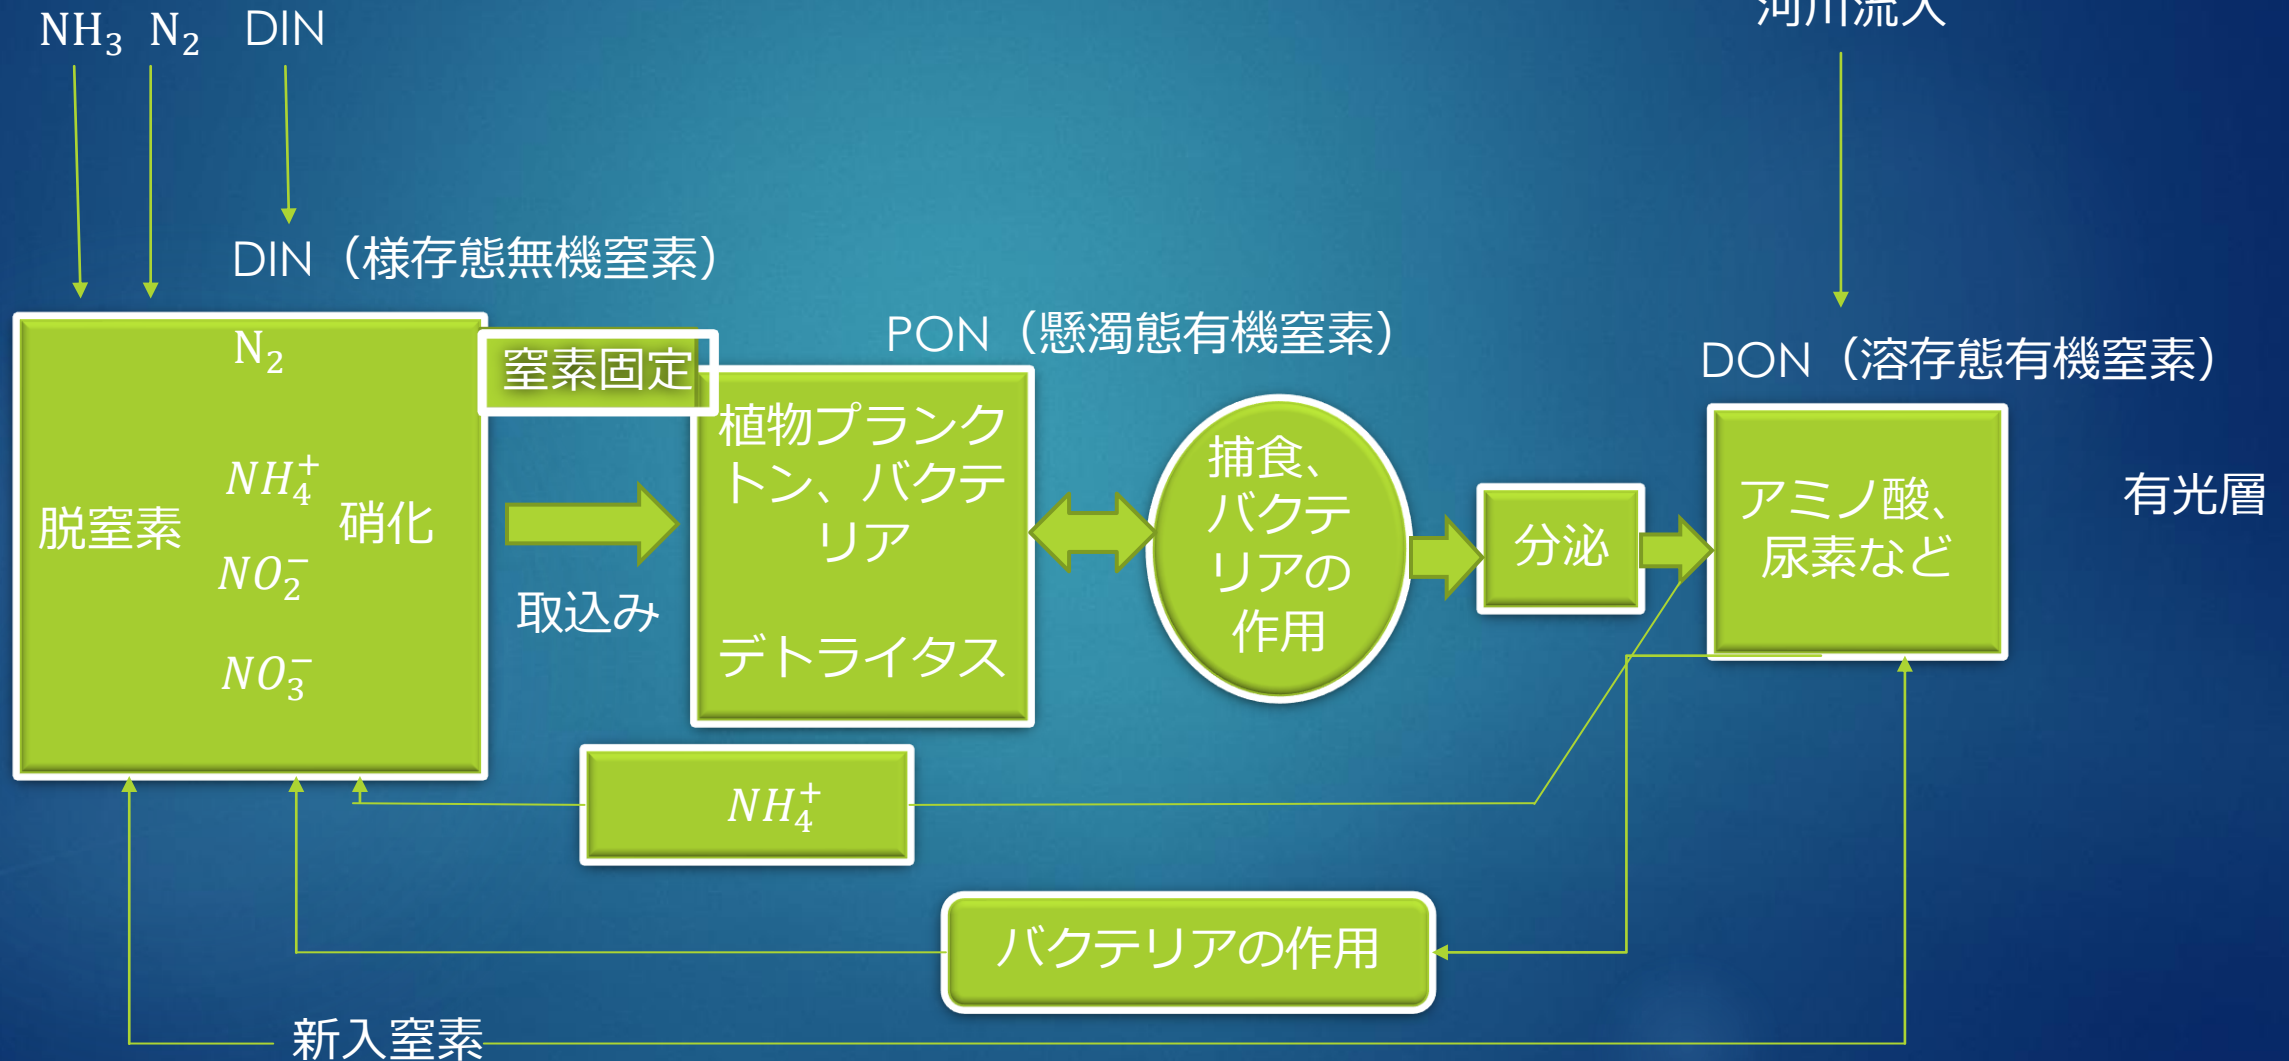 NH₃ N₂ DIN
河川流入
DIN（様存態無機窒素）
PON（懸濁態有機窒素）
DON（溶存態有機窒素）
N₂
窒素固定
NH₄⁺
脱窒素
硝化
NO₂⁻
NO₃⁻
取込み
植物プランク
トン、バクテ
リア
デトライタス
捕食、
バクテ
リアの
作用
分泌
アミノ酸、
尿素など
有光層
NH₄⁺
バクテリアの作用
新入窒素